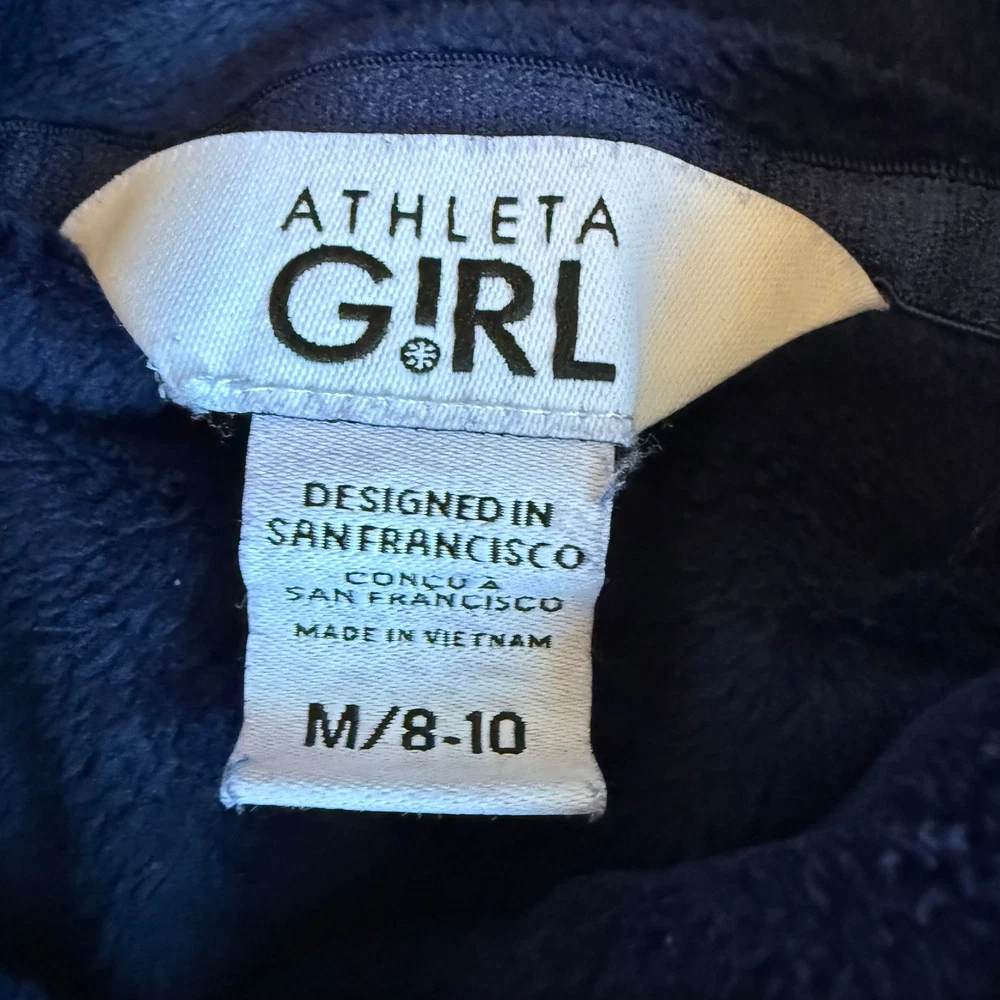 ATHLETA
G!RL
DESIGNED IN
SAN FRANCISCO
CONÇU À
SAN FRANCISCO
MADE IN VIETNAM
M/8-10